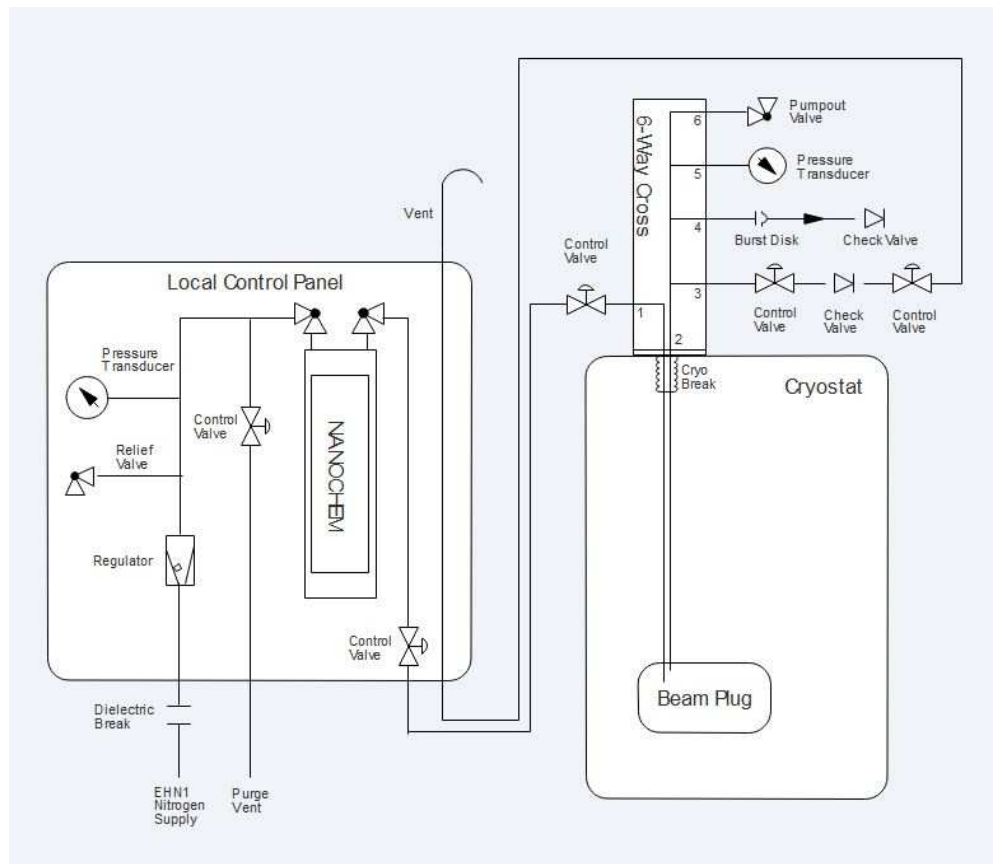 6-Way Cross
6
Pumpout
Valve
5
Pressure
Transducer
Vent
4
Burst Disk
Check Valve
Control
Valve
3
Control
Valve
Check
Valve
Control
Valve
1
2
Cryo
Break
Cryostat
Beam Plug
Local Control Panel
Pressure
Transducer
Control
Valve
Relief
Valve
NANOCHEM
Regulator
Control
Valve
Dielectric
Break
EHN1
Nitrogen
Supply
Purge
Vent